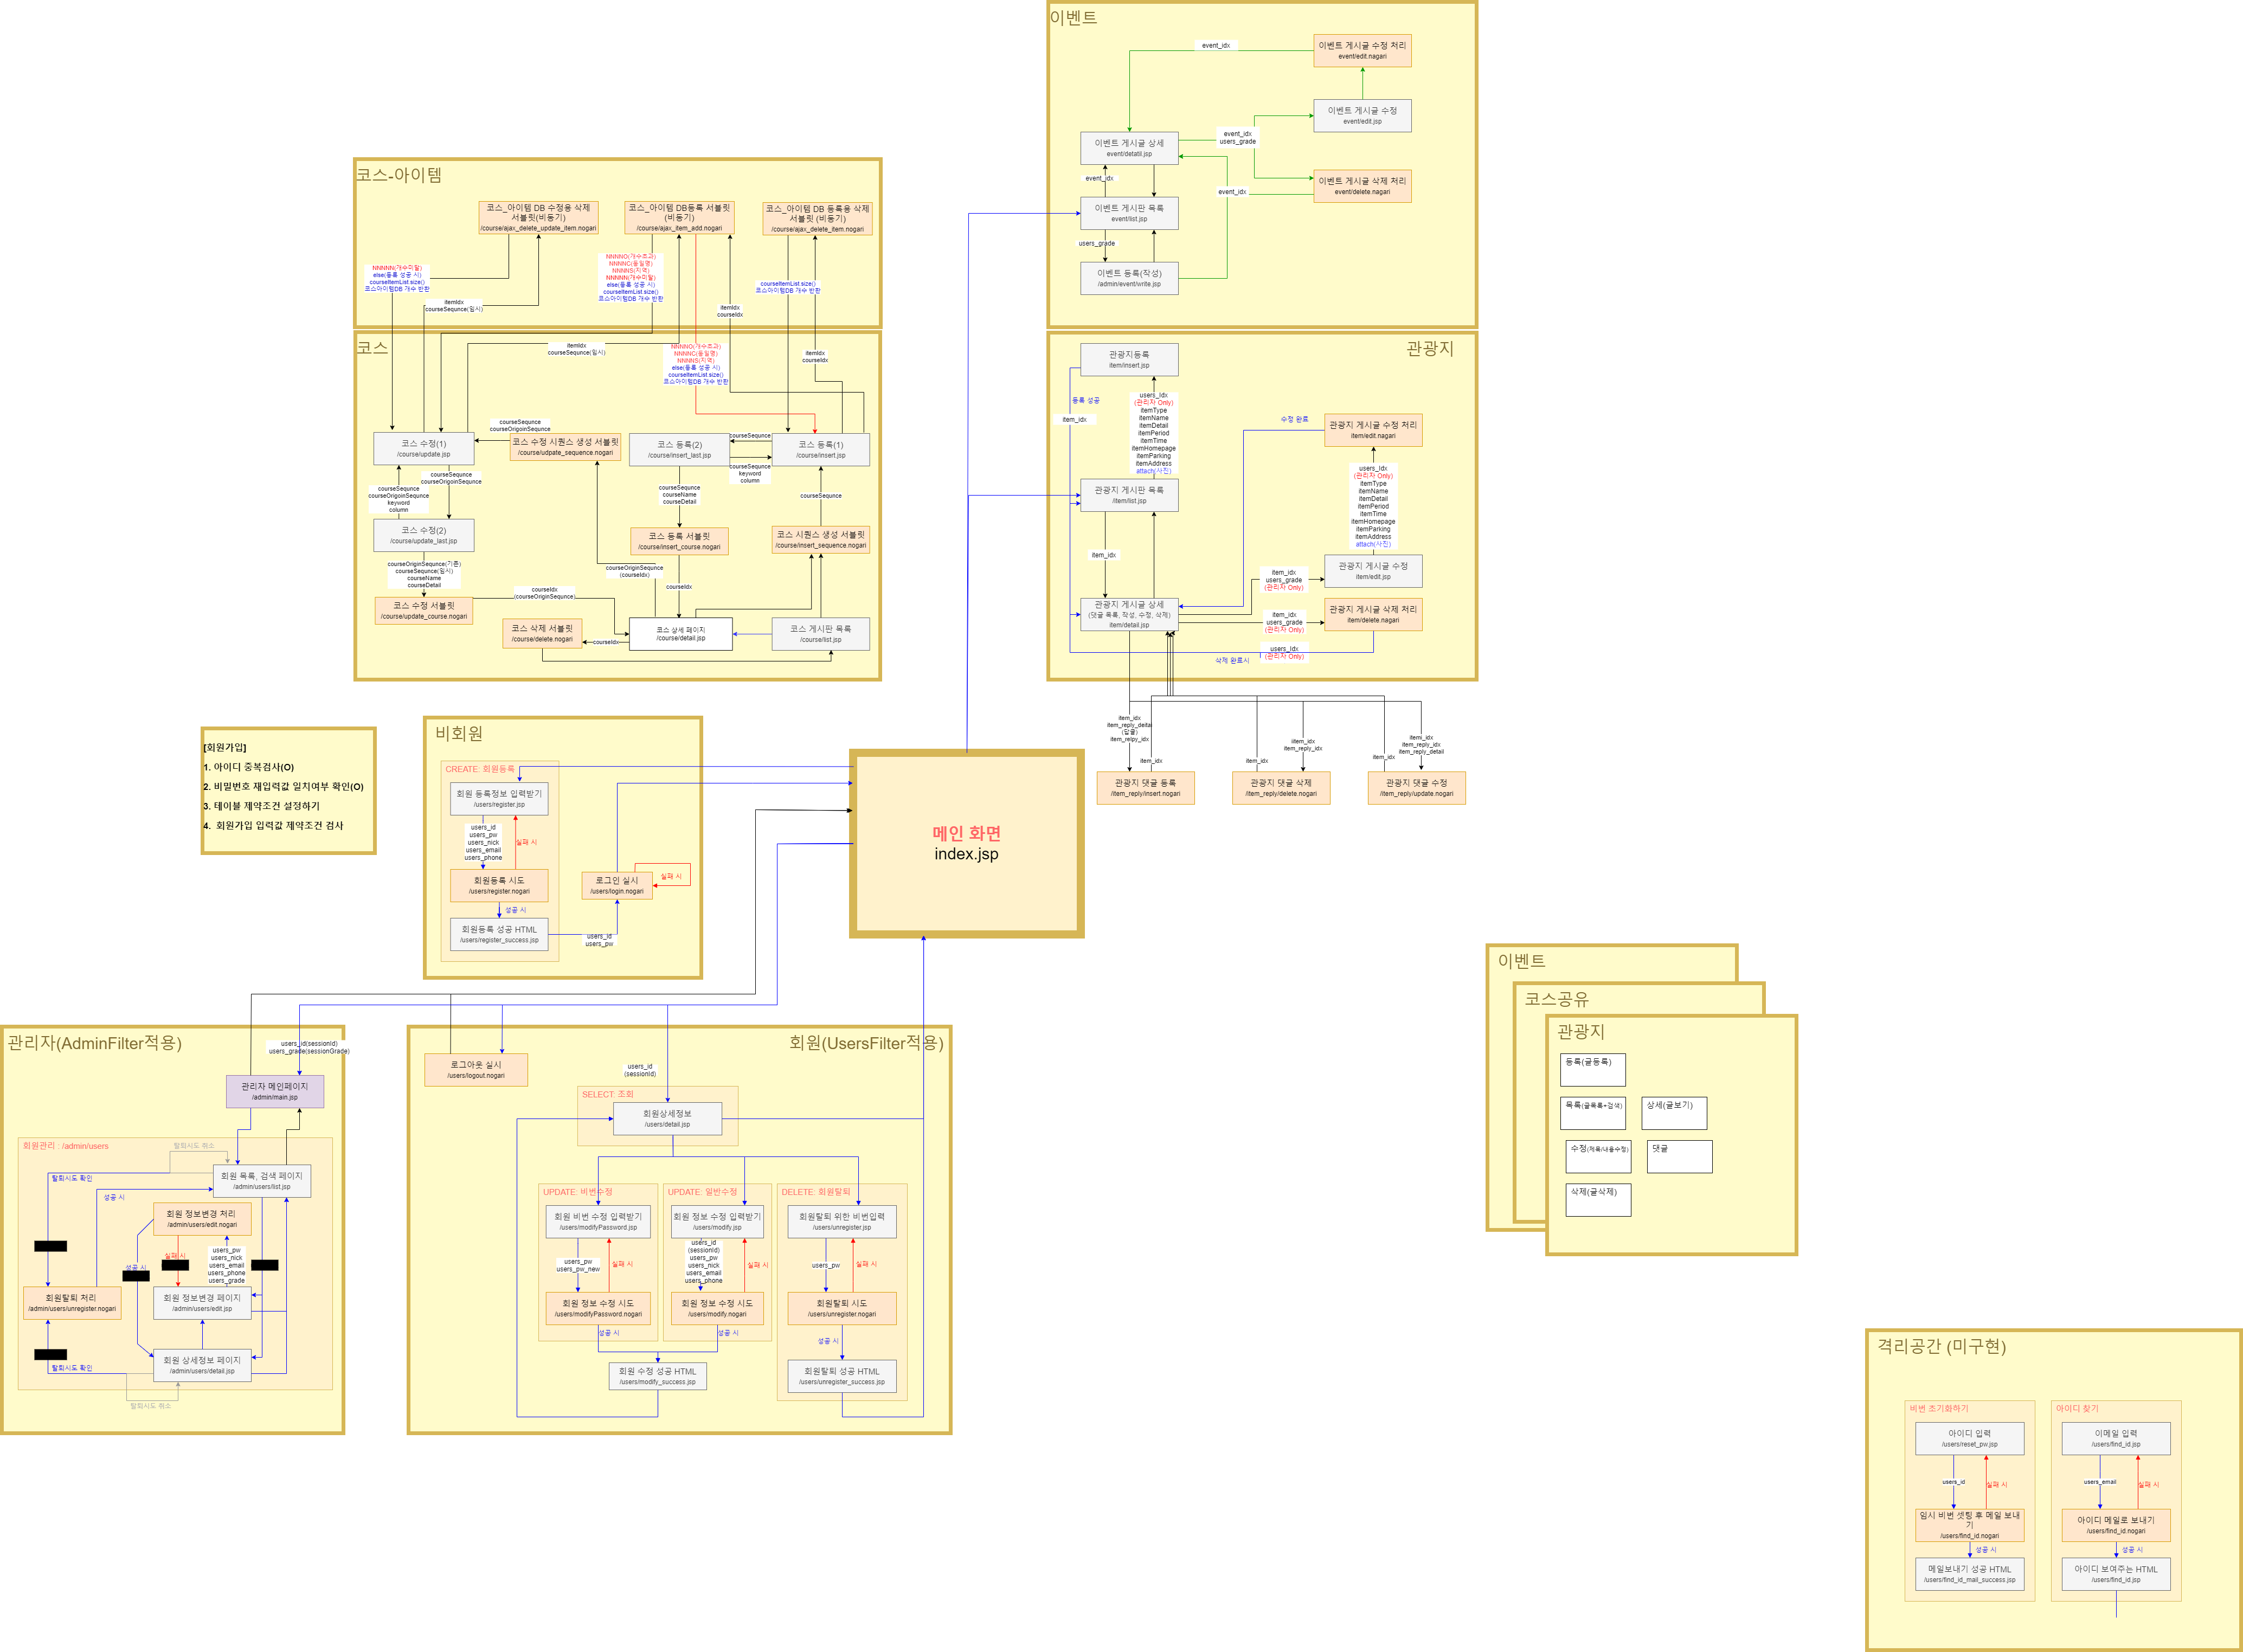 이벤트
이벤트 게시글 수정 처리
event/edit.nagari
event_idx
이벤트 게시글 수정
event/edit.jsp
이벤트 게시글 상세
event/detatil.jsp
event_idx
users_grade
이벤트 게시글 삭제 처리
event/delete.nagari
event_idx
event_idx
이벤트 게시판 목록
event/list.jsp
users_grade
이벤트 등록(작성)
/admin/event/write.jsp
코스-아이템
코스_아이템 DB 수정용 삭제
서블릿(비동기)
/course/ajax_delete_update_item.nogari
코스_아이템 DB등록 서블릿
(비동기)
/course/ajax_item_add.nogari
코스_아이템 DB 등록용 삭제
서블릿 (비동기)
/course/ajax_delete_item.nogari
NNNNN(개수미달)
else(등록 성공 시)
courseItemList.size()
코스아이템DB 개수 반환
itemIdx
courseSequnce(임시)
NNNNO(개수초과)
NNNNC(동일명)
NNNNS(지역)
NNNNN(개수미달)
else(등록 성공 시)
courseItemList.size()
코스아이템DB 개수 반환
itemIdx
courseIdx
courseItemList.size()
코스아이템DB 개수 반환
코스
itemIdx
courseSequnce(임시)
NNNNO(개수초과)
NNNNC(동일명)
NNNNS(지역)
else(등록 성공 시)
courseItemList.size()
코스아이템DB 개수 반환
itemIdx
courseIdx
코스 수정(1)
/course/update.jsp
courseSequnce
courseOrigoinSequnce
코스 수정 시퀀스 생성 서블릿
/course/udpate_sequence.nogari
코스 등록(2)
/course/insert_last.jsp
courseSequnce
코스 등록(1)
/course/insert.jsp
courseSequnce
keyword
column
courseSequnce
courseOrigoinSequnce
courseSequnce
courseOrigoinSequnce
keyword
column
courseSequnce
courseName
courseDetail
courseSequnce
코스 수정(2)
/course/update_last.jsp
코스 등록 서블릿
/course/insert_course.nogari
코스 시퀀스 생성 서블릿
/course/insert_sequence.nogari
courseOriginSequnce(기존)
courseSequnce(임시)
courseName
courseDetail
courseOriginSequnce
(courseIdx)
courseIdx
courseIdx
(courseOriginSequnce)
코스 수정 서블릿
/course/update_course.nogari
코스 삭제 서블릿
/course/delete.nogari
courseIdx
코스 상세 페이지
/course/detail.jsp
코스 게시판 목록
/course/list.jsp
관광지
관광지등록
item/insert.jsp
등록 성공
item_idx
users_Idx
(관리자 Only)
itemType
itemName
itemDetail
itemPeriod
itemTime
itemHomepage
itemParking
itemAddress
attach(사진)
수정 완료
관광지 게시글 수정 처리
item/edit.nagari
users_Idx
(관리자 Only)
itemType
itemName
itemDetail
itemPeriod
itemTime
itemHomepage
itemParking
itemAddress
attach(사진)
관광지 게시판 목록
/item/list.jsp
item_idx
관광지 게시글 수정
item/edit.jsp
item_idx
users_grade
(관리자 Only)
관광지 게시글 상세
(댓글 목록, 작성, 수정, 삭제)
item/detail.jsp
item_idx
users_grade
(관리자 Only)
관광지 게시글 삭제 처리
item/delete.nagari
users_Idx
(관리자 Only)
삭제 완료시
item_idx
item_reply_deital
(답글)
item_relpy_idx
item_idx
item_idx
iitem_idx
item_reply_idx
item_idx
itemi_idx
item_reply_idx
item_reply_detail
관광지 댓글 등록
/item_reply/insert.nogari
관광지 댓글 삭제
/item_reply/delete.nogari
관광지 댓글 수정
/item_reply/update.nogari
[회원가입]
1. 아이디 중복검사(O)
2. 비밀번호 재입력값 일치여부 확인(O)
3. 테이블 제약조건 설정하기
4. 회원가입 입력값 제약조건 검사
비회원
CREATE: 회원등록
회원 등록정보 입력받기
/users/register.jsp
users_id
users_pw
users_nick
users_email
users_phone
실패 시
회원등록 시도
/users/register.nogari
성공 시
회원등록 성공 HTML
/users/register_success.jsp
로그인 실시
/users/login.nogari
실패 시
users_id
users_pw
메인 화면
index.jsp
관리자(AdminFilter적용)
users_id(sessionId)
users_grade(sessionGrade)
관리자 메인페이지
/admin/main.jsp
회원관리 : /admin/users
탈퇴시도 취소
회원 목록, 검색 페이지
/admin/users/list.jsp
탈퇴시도 확인
성공 시
회원 정보변경 처리
/admin/users/edit.nogari
실패 시
users_pw
users_nick
users_email
users_phone
users_grade
성공 시
회원탈퇴 처리
/admin/users/unregister.nogari
회원 정보변경 페이지
/admin/users/edit.jsp
회원 상세정보 페이지
/admin/users/detail.jsp
탈퇴시도 확인
탈퇴시도 취소
회원(UsersFilter적용)
로그아웃 실시
/users/logout.nogari
users_id
(sessionId)
SELECT: 조회
회원상세정보
/users/detail.jsp
UPDATE: 비번수정
회원 비번 수정 입력받기
/users/modifyPassword.jsp
users_pw
users_pw_new
실패 시
회원 정보 수정 시도
/users/modifyPassword.nogari
성공 시
UPDATE: 일반수정
회원 정보 수정 입력받기
/users/modify.jsp
users_id
(sessionId)
users_pw
users_nick
users_email
users_phone
실패 시
회원 정보 수정 시도
/users/modify.nogari
성공 시
회원 수정 성공 HTML
/users/modify_success.jsp
DELETE: 회원탈퇴
회원탈퇴 위한 비번입력
/users/unregister.jsp
users_pw
실패 시
회원탈퇴 시도
/users/unregister.nogari
성공 시
회원탈퇴 성공 HTML
/users/unregister_success.jsp
이벤트
코스공유
관광지
등록(글등록)
목록(글목록+검색)
상세(글보기)
수정(제목/내용수정)
댓글
삭제(글삭제)
격리공간 (미구현)
비번 초기화하기
아이디 입력
/users/reset_pw.jsp
users_id
실패 시
임시 비번 셋팅 후 메일 보내
기
/users/find_id.nogari
성공 시
메일보내기 성공 HTML
/users/find_id_mail_success.jsp
아이디 찾기
이메일 입력
/users/find_id.jsp
users_email
실패 시
아이디 메일로 보내기
/users/find_id.nogari
성공 시
아이디 보여주는 HTML
/users/find_id.jsp